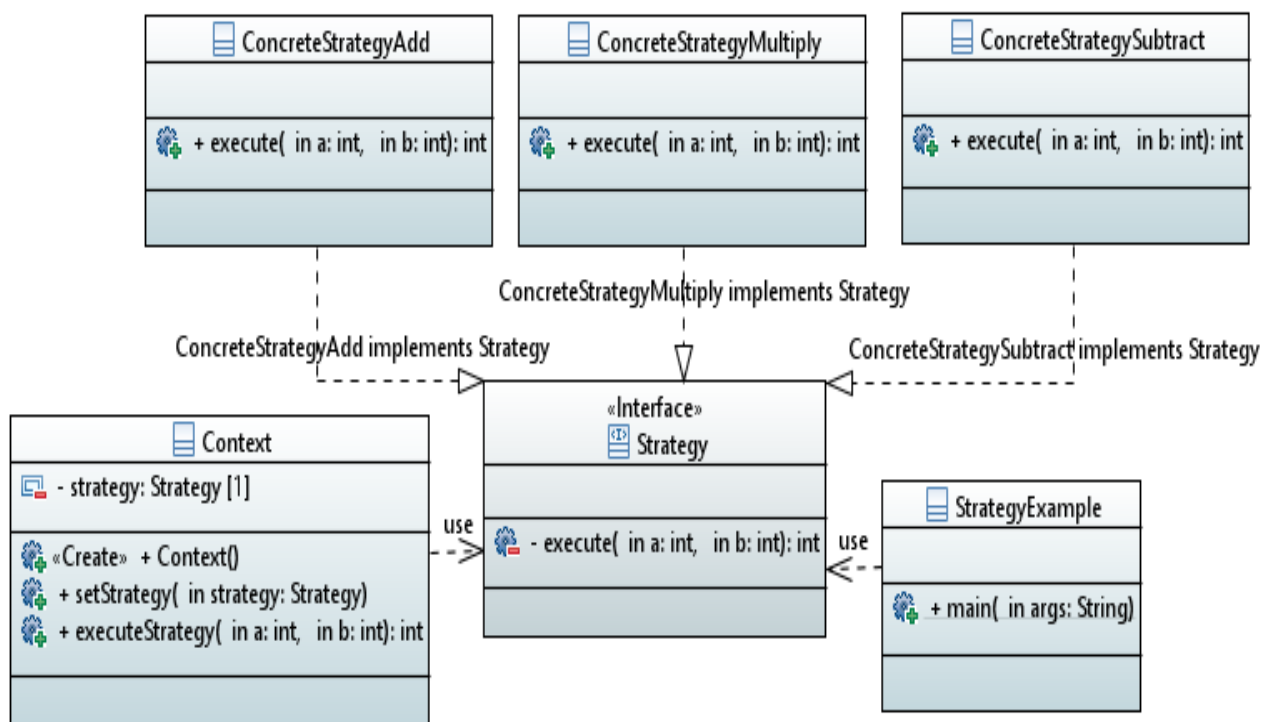 ConcreteStrategyAdd
+ execute( in a: int, in b: int): int
ConcreteStrategyMultiply
+ execute( in a: int, in b: int): int
ConcreteStrategySubtract
+ execute( in a: int, in b: int): int
ConcreteStrategyMultiply implements Strategy
ConcreteStrategyAdd implements Strategy
ConcreteStrategySubtract implements Strategy
Context
- strategy: Strategy [1]
«Create» + Context()
+ setStrategy( in strategy: Strategy)
+ executeStrategy( in a: int, in b: int): int
use
«Interface»
<I>
Strategy
- execute( in a: int, in b: int): int
use
StrategyExample
+ main( in args: String)